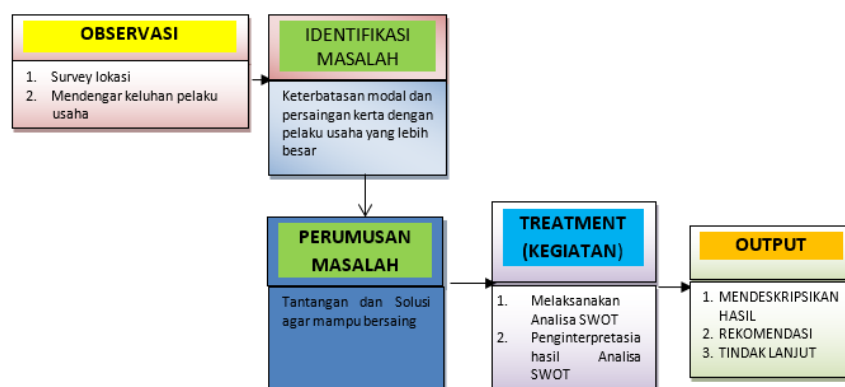 OBSERVASI
1. Survey lokasi
2. Mendengar keluhan pelaku
usaha
IDENTIFIKASI
MASALAH
Keterbatasan modal dan
persaingan kerta dengan
pelaku usaha yang lebih
besar
PERUMUSAN
MASALAH
Tantangan dan Solusi
agar mampu bersaing
TREATMENT
(KEGIATAN)
1. Melaksanakan
Analisa SWOT
2. Penginterpretasia
hasil Analisa
SWOT
OUTPUT
1. MENDESKRIPSIKAN
HASIL
2. REKOMENDASI
3. TINDAK LANJUT